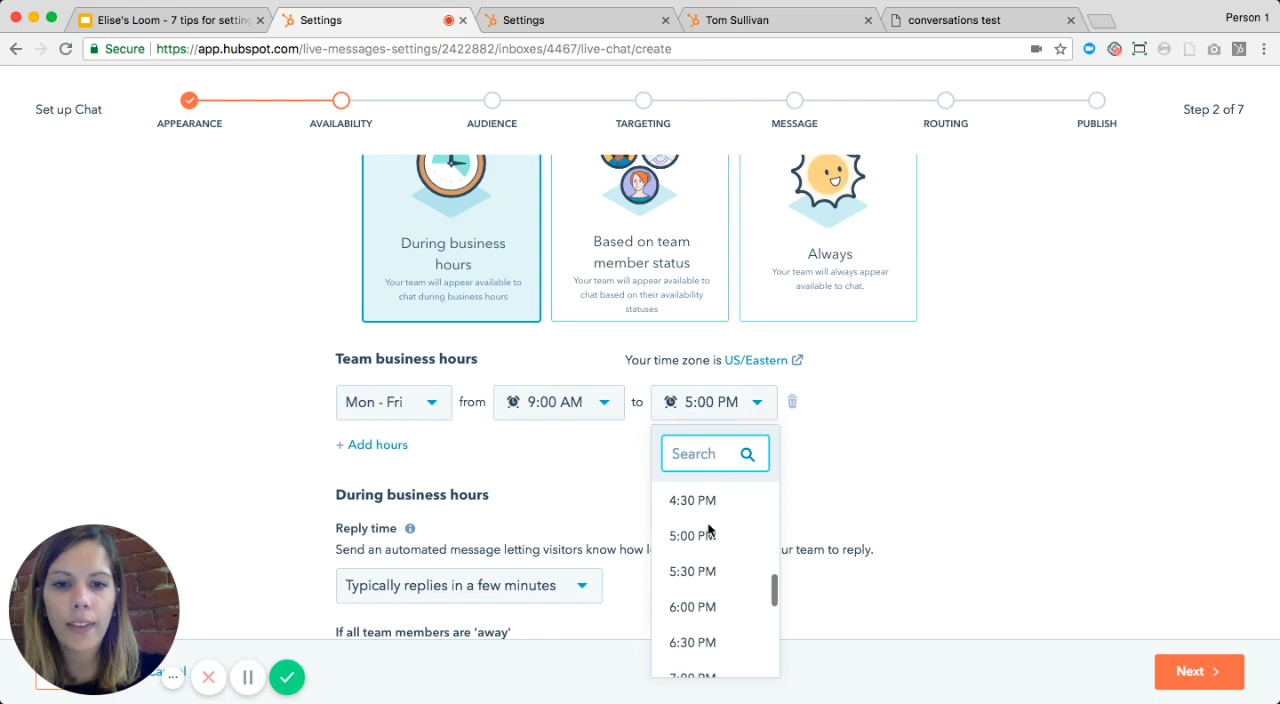 Elise's Loom - 7 tips for setting
Settings
Settings
Tom Sullivan
conversations test
Person 1
Secure
https://app.hubspot.com/live-messages-settings/2422882/inboxes/4467/live-chat/create
Set up Chat
APPEARANCE
AVAILABILITY
AUDIENCE
TARGETING
MESSAGE
ROUTING
PUBLISH
Step 2 of 7
During business
hours
Your team will appear available to
chat during business hours
Based on team
member status
Your team will appear available to
chat based on their availability
statuses
Always
Your team will always appear
available to chat.
Team business hours
Your time zone is US/Eastern
Mon - Fri
from
9:00 AM
to
5:00 PM
+ Add hours
Search
4:30 PM
5:00 PM
5:30 PM
6:00 PM
6:30 PM
7:00 PM
During business hours
Reply time
Send an automated message letting visitors know how
ur team to reply.
Typically replies in a few minutes
If all team members are 'away'
Next